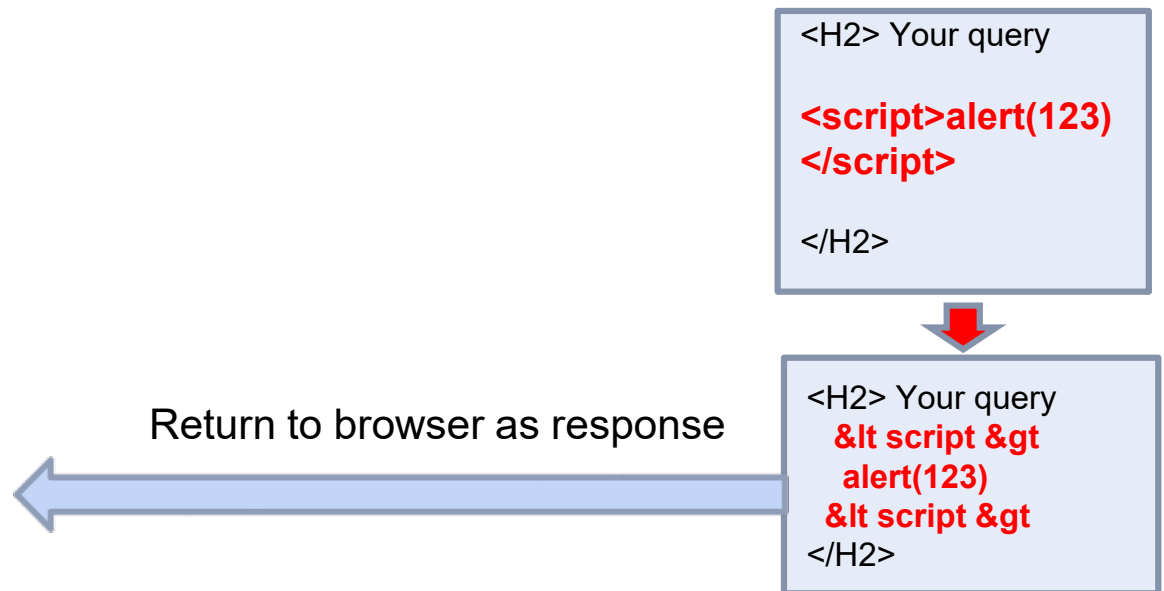 <H2> Your query
<script>alert(123)
</script>
</H2>
Return to browser as response
<H2> Your query
&lt script &gt
alert(123)
&lt script &gt
</H2>